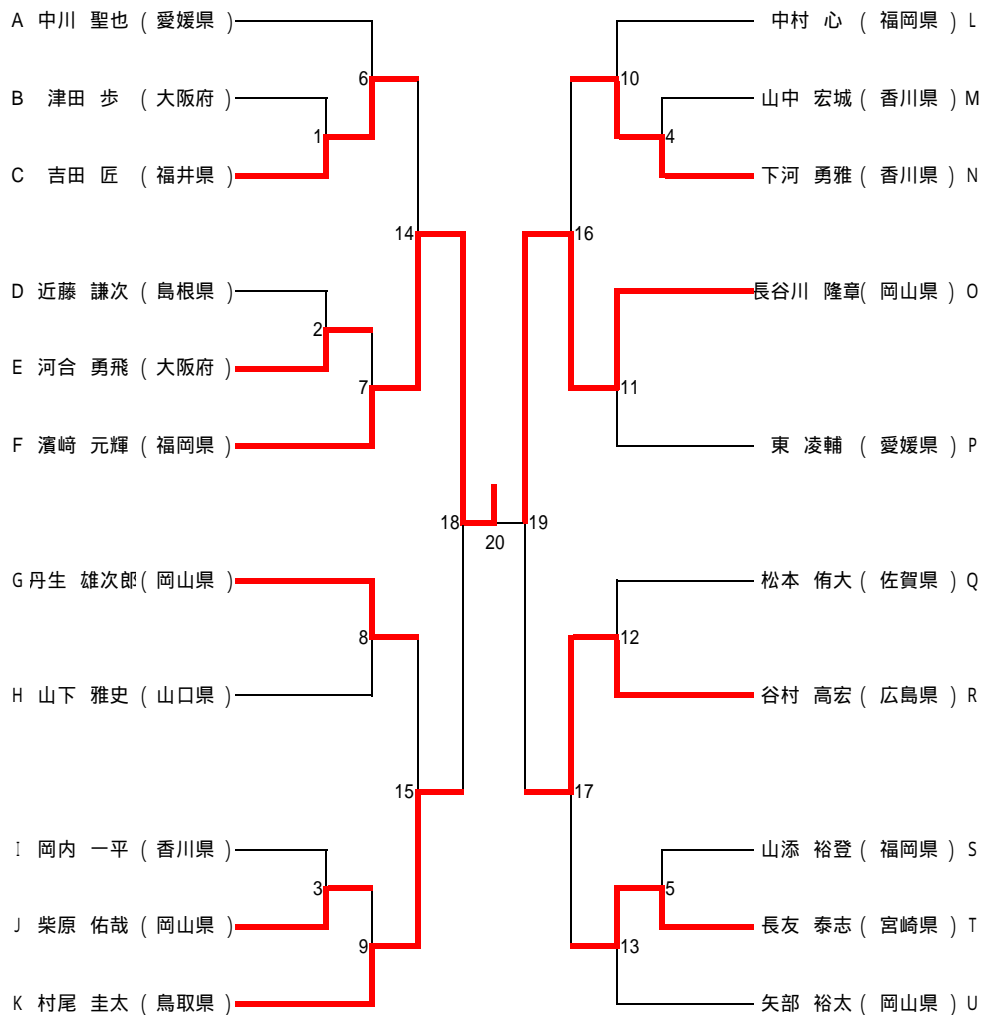 A 中川 聖也 ( 愛媛県 )
中村 心 ( 福岡県 ) L
6
10
B 津田 歩 ( 大阪府 )
山中 宏城 ( 香川県 ) M
1
4
C 吉田 匠 ( 福井県 )
下河 勇雅 ( 香川県 ) N
14
16
D 近藤 謙次 ( 島根県 )
長谷川 隆章( 岡山県 ) O
2
E 河合 勇飛 ( 大阪府 )
7
11
F 濱﨑 元輝 ( 福岡県 )
東 凌輔 ( 愛媛県 ) P
18
19
20
G 丹生 雄次郎( 岡山県 )
松本 侑大 ( 佐賀県 ) Q
8
12
H 山下 雅史 ( 山口県 )
谷村 高宏 ( 広島県 ) R
15
17
I 岡内 一平 ( 香川県 )
山添 裕登 ( 福岡県 ) S
3
5
J 柴原 佑哉 ( 岡山県 )
長友 泰志 ( 宮崎県 ) T
9
13
K 村尾 圭太 ( 鳥取県 )
矢部 裕太 ( 岡山県 ) U